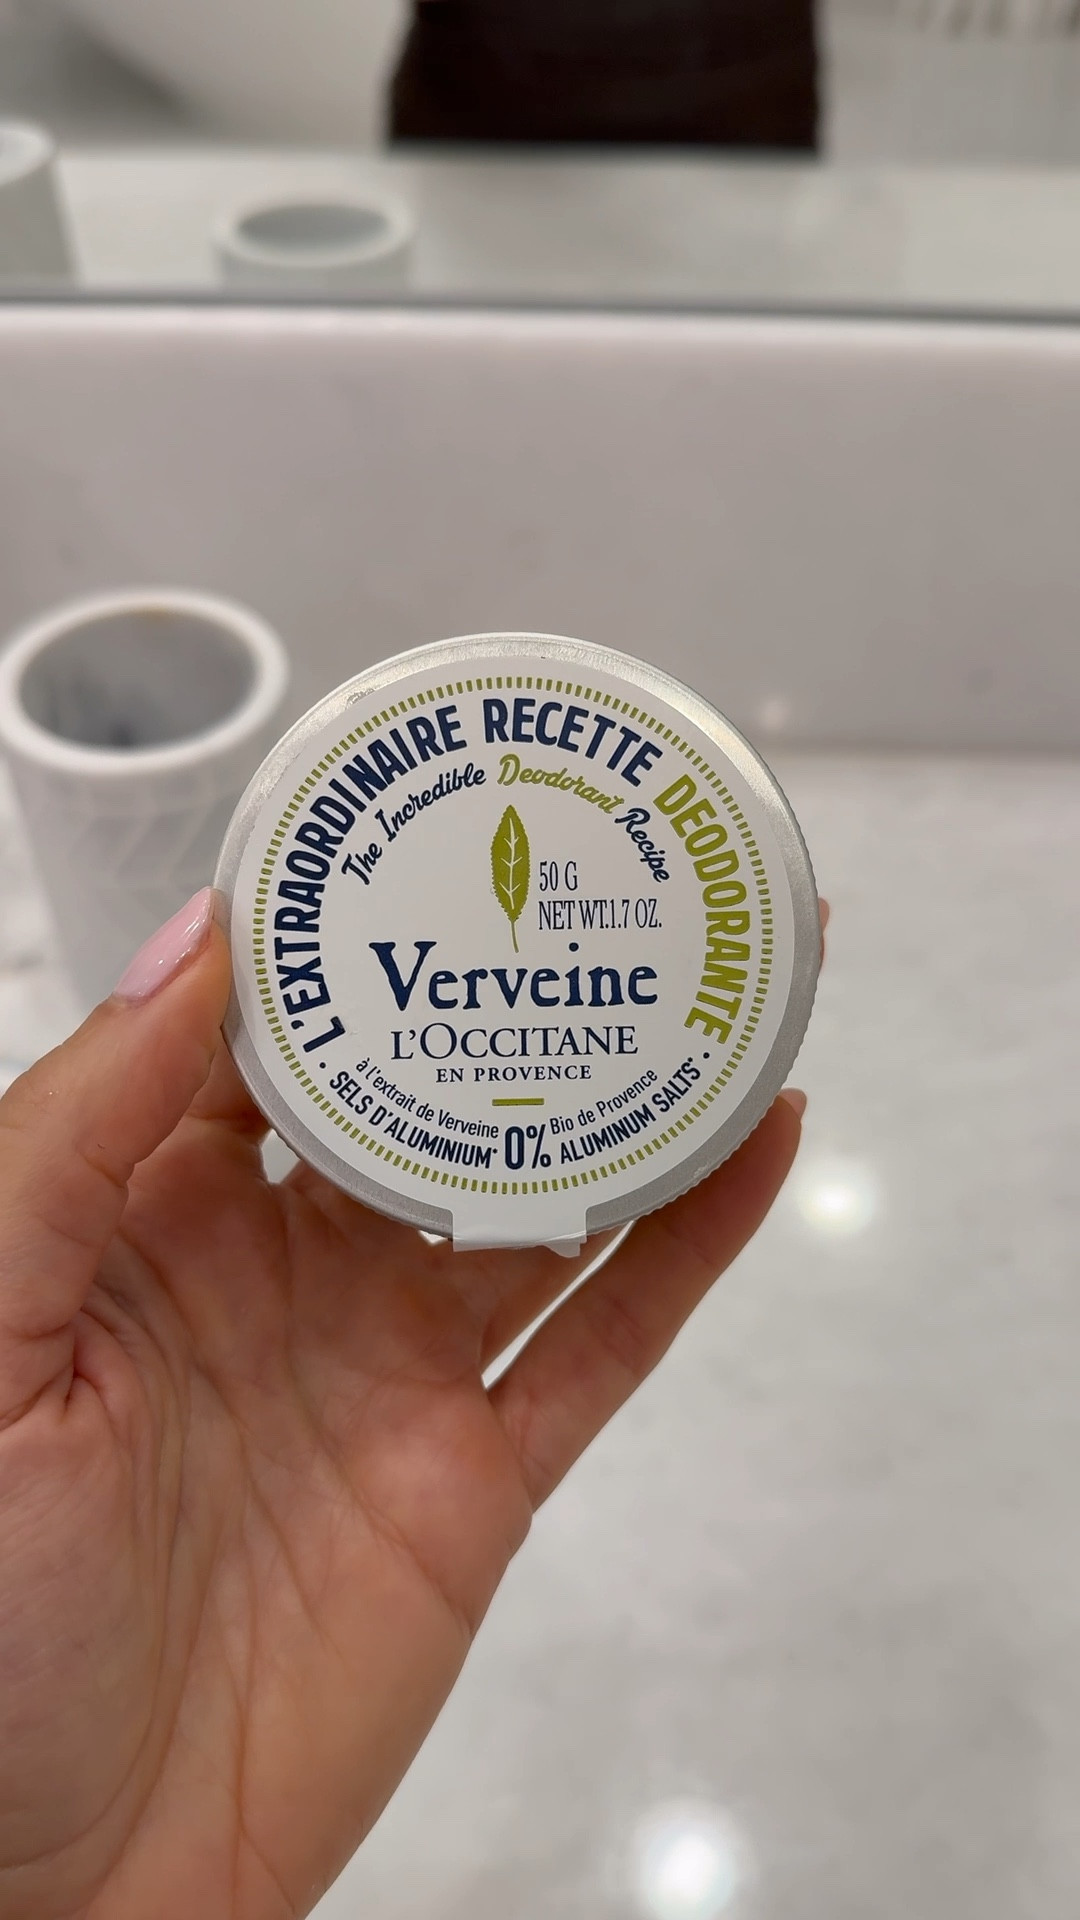 L'EXTRAORDINAIRE RECETTE DEODORANTE
The Incredible Deodorant Recipe
50 G
NET WT.1.7 OZ.
Verveine
L'OCCITANE
EN PROVENCE
à l'extrait de Verveine Bio de Provence
SELS D'ALUMINIUM* 0% ALUMINUM SALTS*